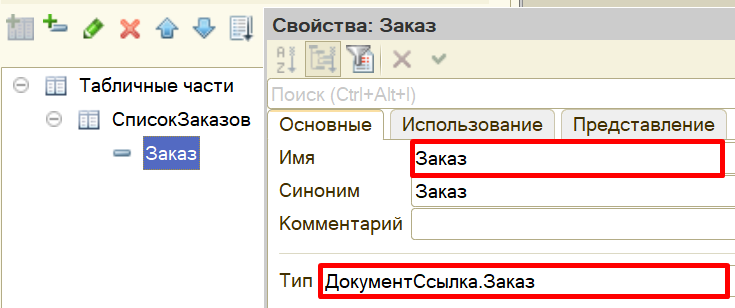 Свойства: Заказ
A
Z
Поиск (Ctrl+Alt+I)
Табличные части
СписокЗаказов
Заказ
Основные Использование Представление
Имя Заказ
Синоним Заказ
Комментарий
Тип ДокументСсылка.Заказ